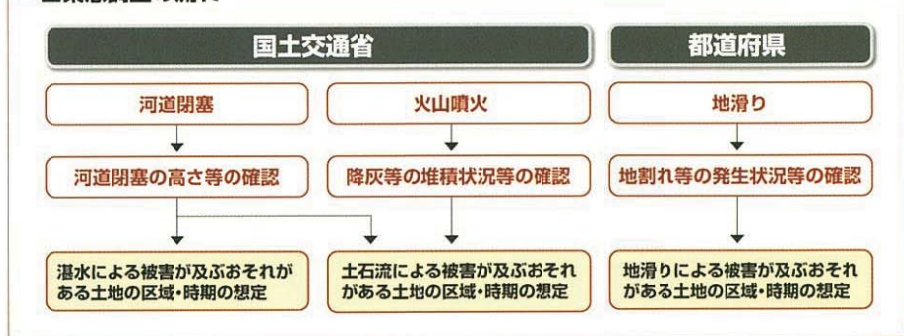 国土交通省
都道府県
河道閉塞
火山噴火
地滑り
河道閉塞の高さ等の確認
降灰等の堆積状況等の確認
地割れ等の発生状況等の確認
湛水による被害が及ぶおそれが
ある土地の区域・時期の想定
土石流による被害が及ぶおそれ
がある土地の区域・時期の想定
地滑りによる被害が及ぶおそれ
がある土地の区域・時期の想定